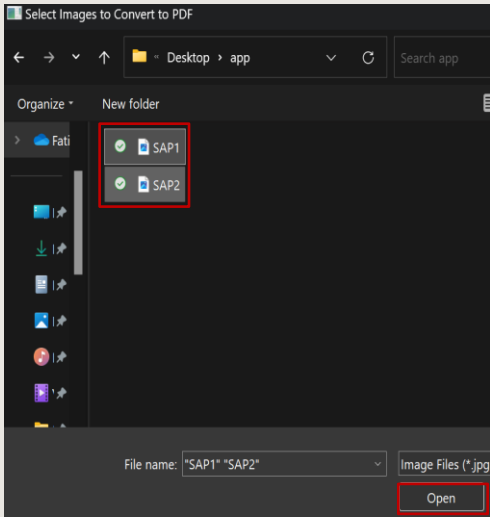 Select Images to Convert to PDF
« Desktop › app
Search app
Organize
New folder
Fati
SAP1
SAP2
File name: "SAP1" "SAP2"
Image Files (*.jpg
Open